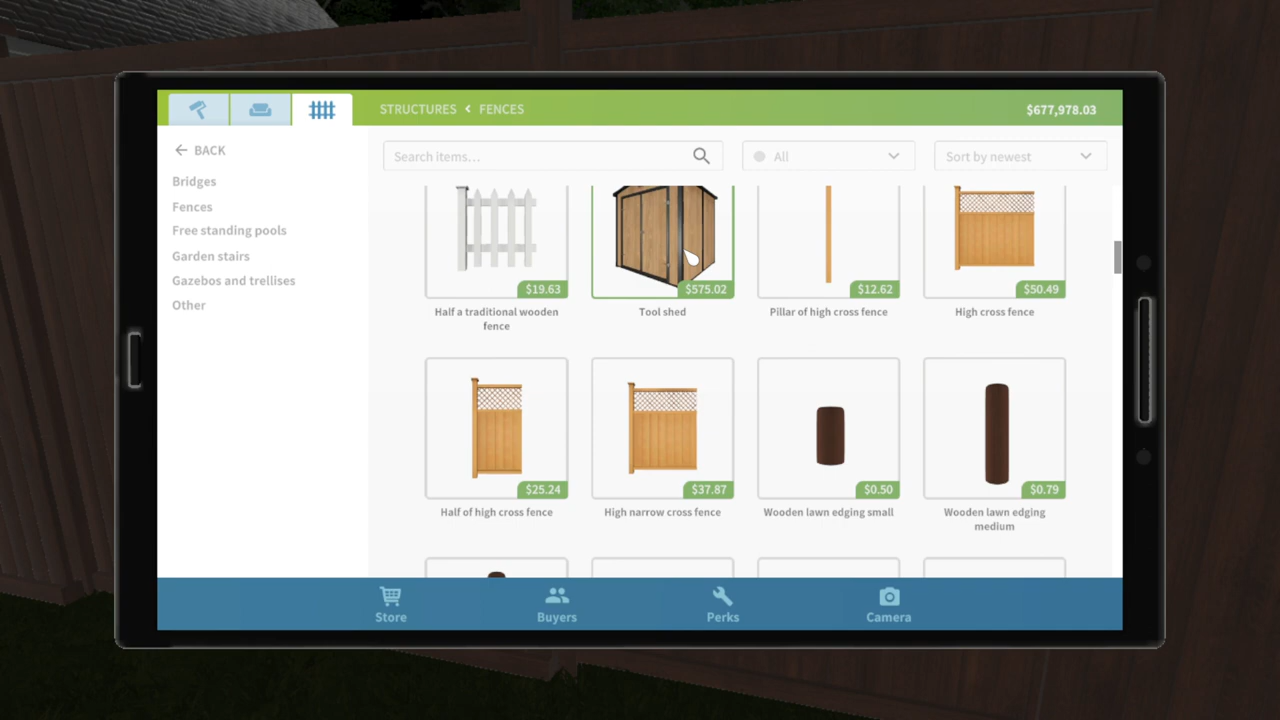 STRUCTURES < FENCES
$677,978.03
BACK
Search items...
All
Sort by newest
Bridges
Fences
Free standing pools
Garden stairs
Gazebos and trellises
Other
$19.63
$575.02
$12.62
$50.49
Half a traditional wooden
fence
Tool shed
Pillar of high cross fence
High cross fence
$25.24
$37.87
$0.50
$0.79
Half of high cross fence
High narrow cross fence
Wooden lawn edging small
Wooden lawn edging
medium
Store
Buyers
Perks
Camera